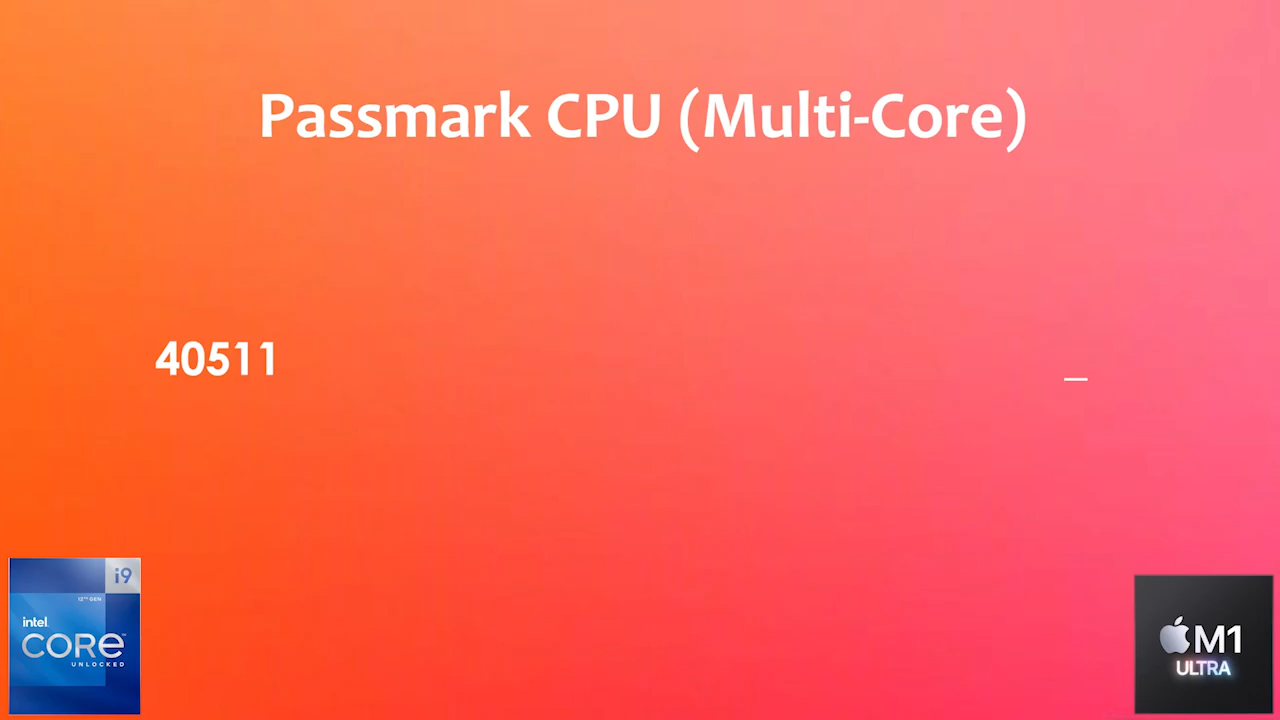 Passmark CPU (Multi-Core)
40511
_
i9
12TH GEN
intel
CORE
UNLOCKED
M1
ULTRA